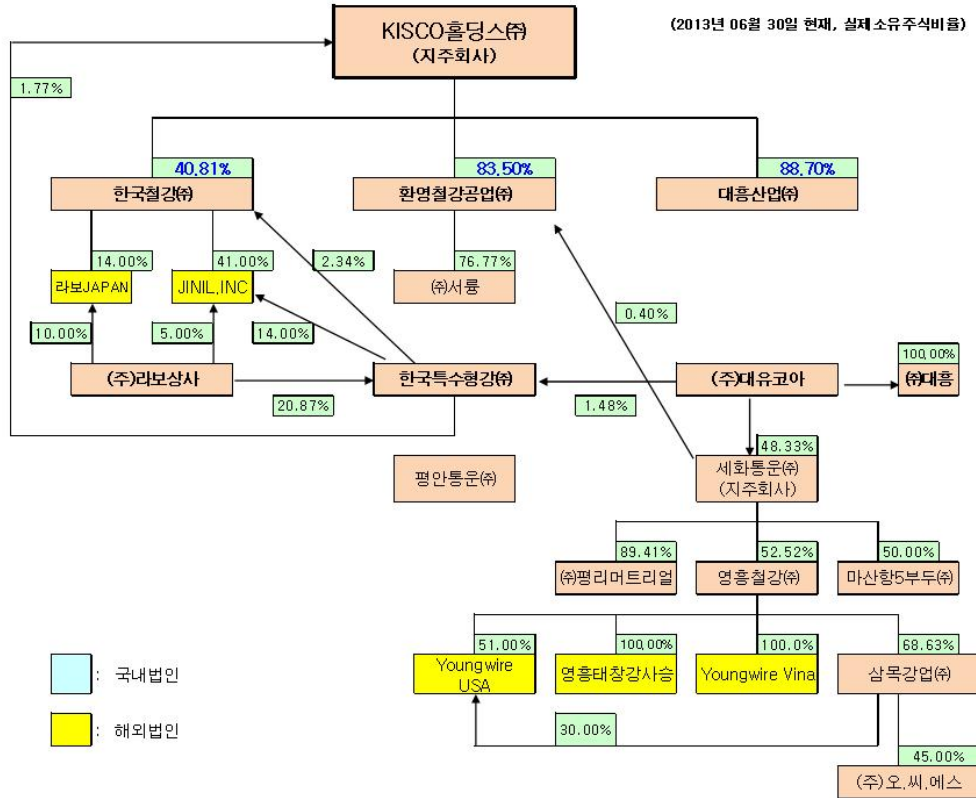 KISCO홀딩스㈜
(지주회사)
(2013년 06월 30일 현재, 실제소유주식비율)
1.77%
40.81%
83.50%
88.70%
한국철강㈜
환영철강공업㈜
대흥산업㈜
14.00%
41.00%
2.34%
76.77%
라보JAPAN
JINIL.INC
㈜서륭
0.40%
10.00%
5.00%
14.00%
100.00%
(주)라보상사
한국특수형강㈜
(주)대유코아
㈜대흥
20.87%
1.48%
48.33%
평안통운㈜
세화통운㈜
(지주회사)
89.41%
52.52%
50.00%
㈜평리머트리얼
영흥철강㈜
마산항5부두㈜
51.00%
100.00%
100.0%
68.63%
Youngwire
USA
영흥태창강사승
Youngwire Vina
삼목강업㈜
: 국내법인
: 해외법인
30.00%
45.00%
(주)오,씨,에스